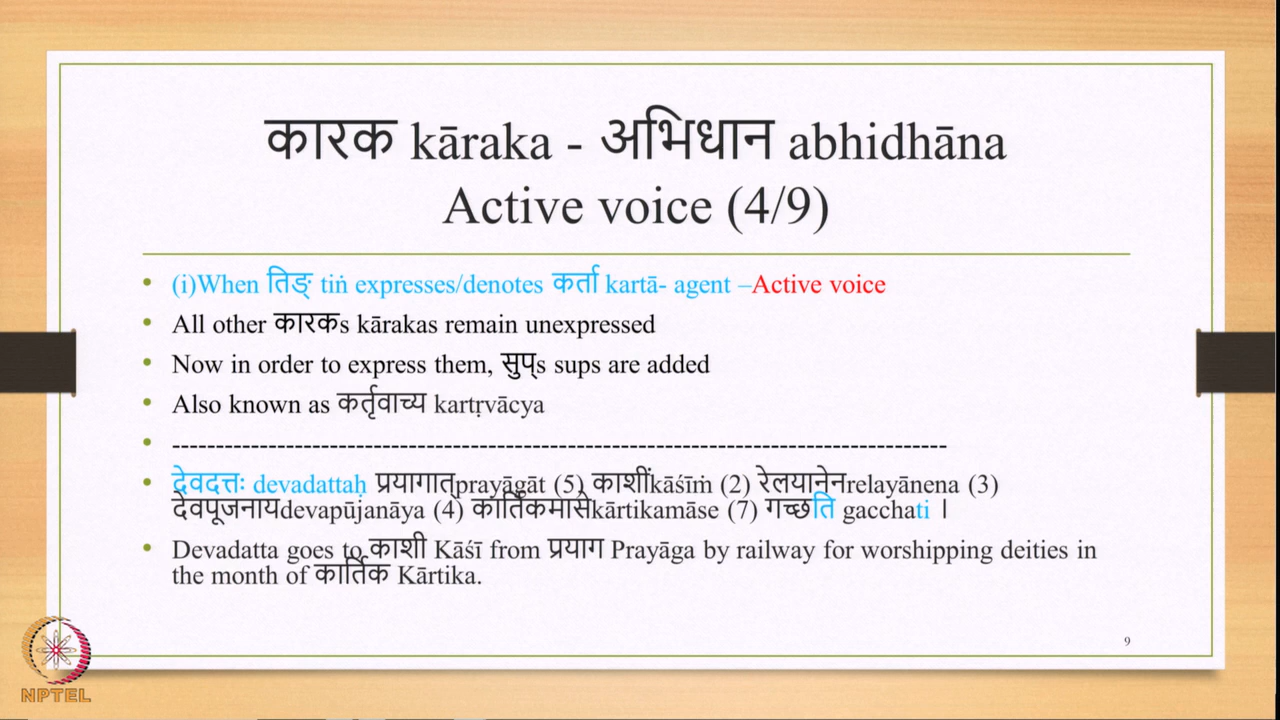 कारक kāraka - अभिधान abhidhāna
Active voice (4/9)
• (i)When तिङ् tiṅ expresses/denotes कर्ता kartā- agent –Active voice
• All other कारकs kārakas remain unexpressed
• Now in order to express them, सुप्s sups are added
• Also known as कर्तृवाच्य kartṛvācya
• -----------------------------------------------------------------------------------------
• देवदत्तः devadattaḥ प्रयागात्prayāgāt (5) काशींkāśīṁ (2) रेलयानेनrelayānena (3)
देवपूजनायdevapūjanāya (4) कार्तिकमासेkārtikamāse (7) गच्छति gacchati ।
• Devadatta goes to काशी Kāśī from प्रयाग Prayāga by railway for worshipping deities in
the month of कार्तिक Kārtika.
9
NPTEL